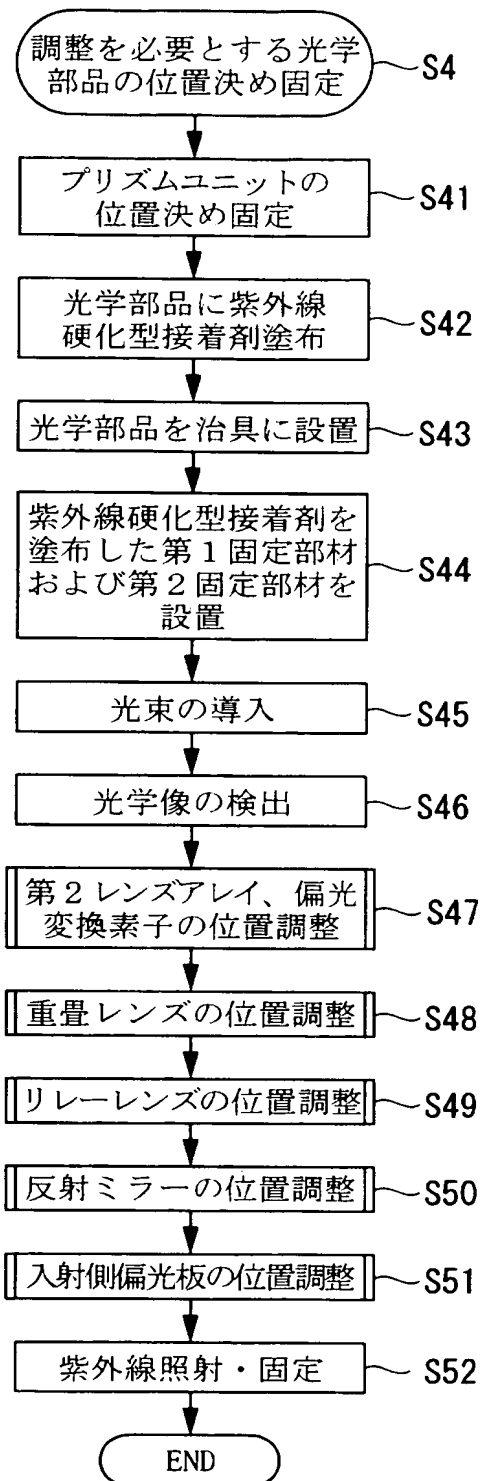 調整を必要とする光学
部品の位置決め固定
S4
プリズムユニットの
位置決め固定
S41
光学部品に紫外線
硬化型接着剤塗布
S42
光学部品を治具に設置
S43
紫外線硬化型接着剤を
塗布した第1固定部材
および第2固定部材を
設置
S44
光束の導入
S45
光学像の検出
S46
第2レンズアレイ、偏光
変換素子の位置調整
S47
重畳レンズの位置調整
S48
リレーレンズの位置調整
S49
反射ミラーの位置調整
S50
入射側偏光板の位置調整
S51
紫外線照射・固定
S52
END